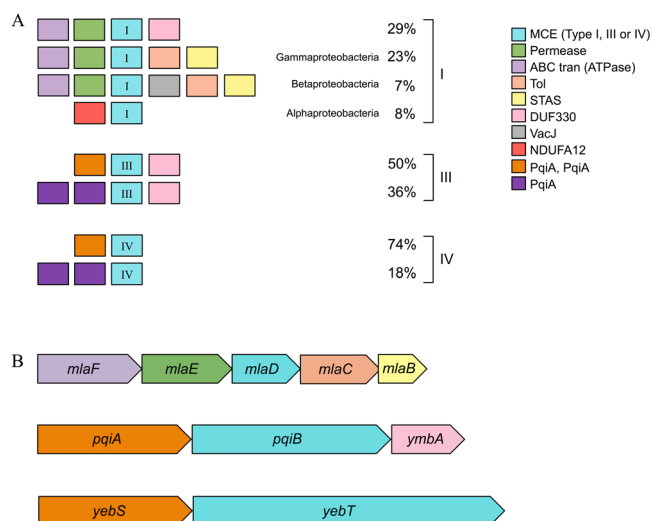 A
I
29%
I
Gammaproteobacteria
23%
I
Betaproteobacteria
7%
I
Alphaproteobacteria
8%
I
III
50%
III
36%
III
IV
74%
IV
18%
IV
MCE (Type I, III or IV)
Permease
ABC tran (ATPase)
Tol
STAS
DUF330
VacJ
NDUFA12
PqiA, PqiA
PqiA
B
mlaF mlaE mlaD mlaC mlaB
pqiA pqiB ymbA
yebS yebT